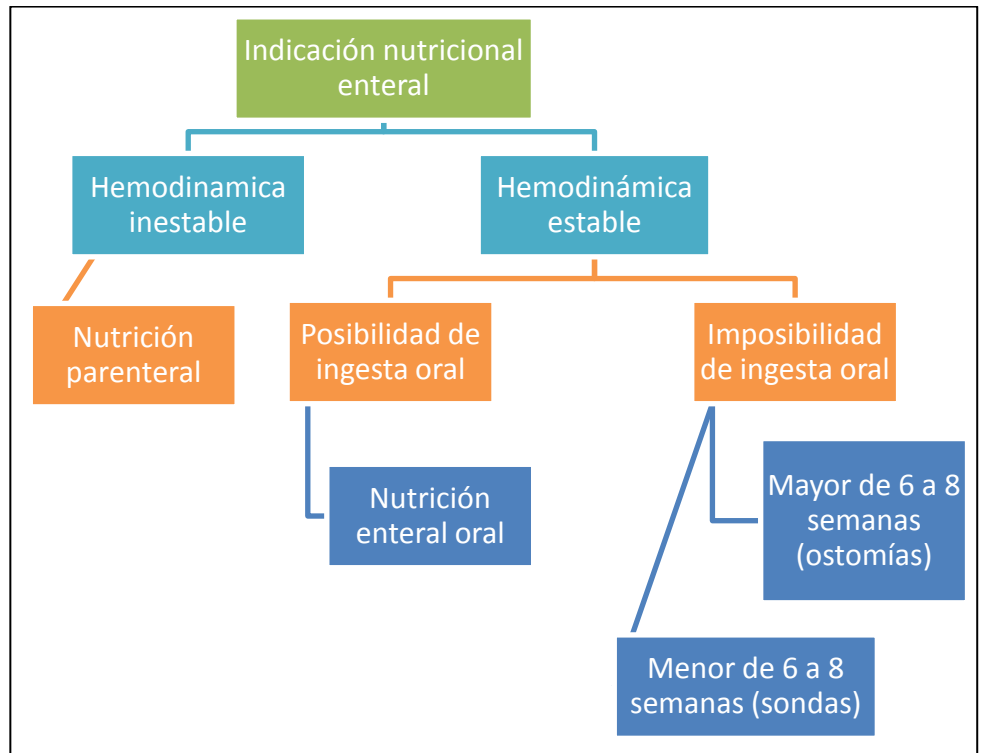 Indicación nutricional
enteral
Hemodinamica
inestable
Hemodinámica
estable
Nutrición
parenteral
Posibilidad de
ingesta oral
Imposibilidad
de ingesta oral
Nutrición
enteral oral
Mayor de 6 a 8
semanas
(ostomías)
Menor de 6 a 8
semanas (sondas)